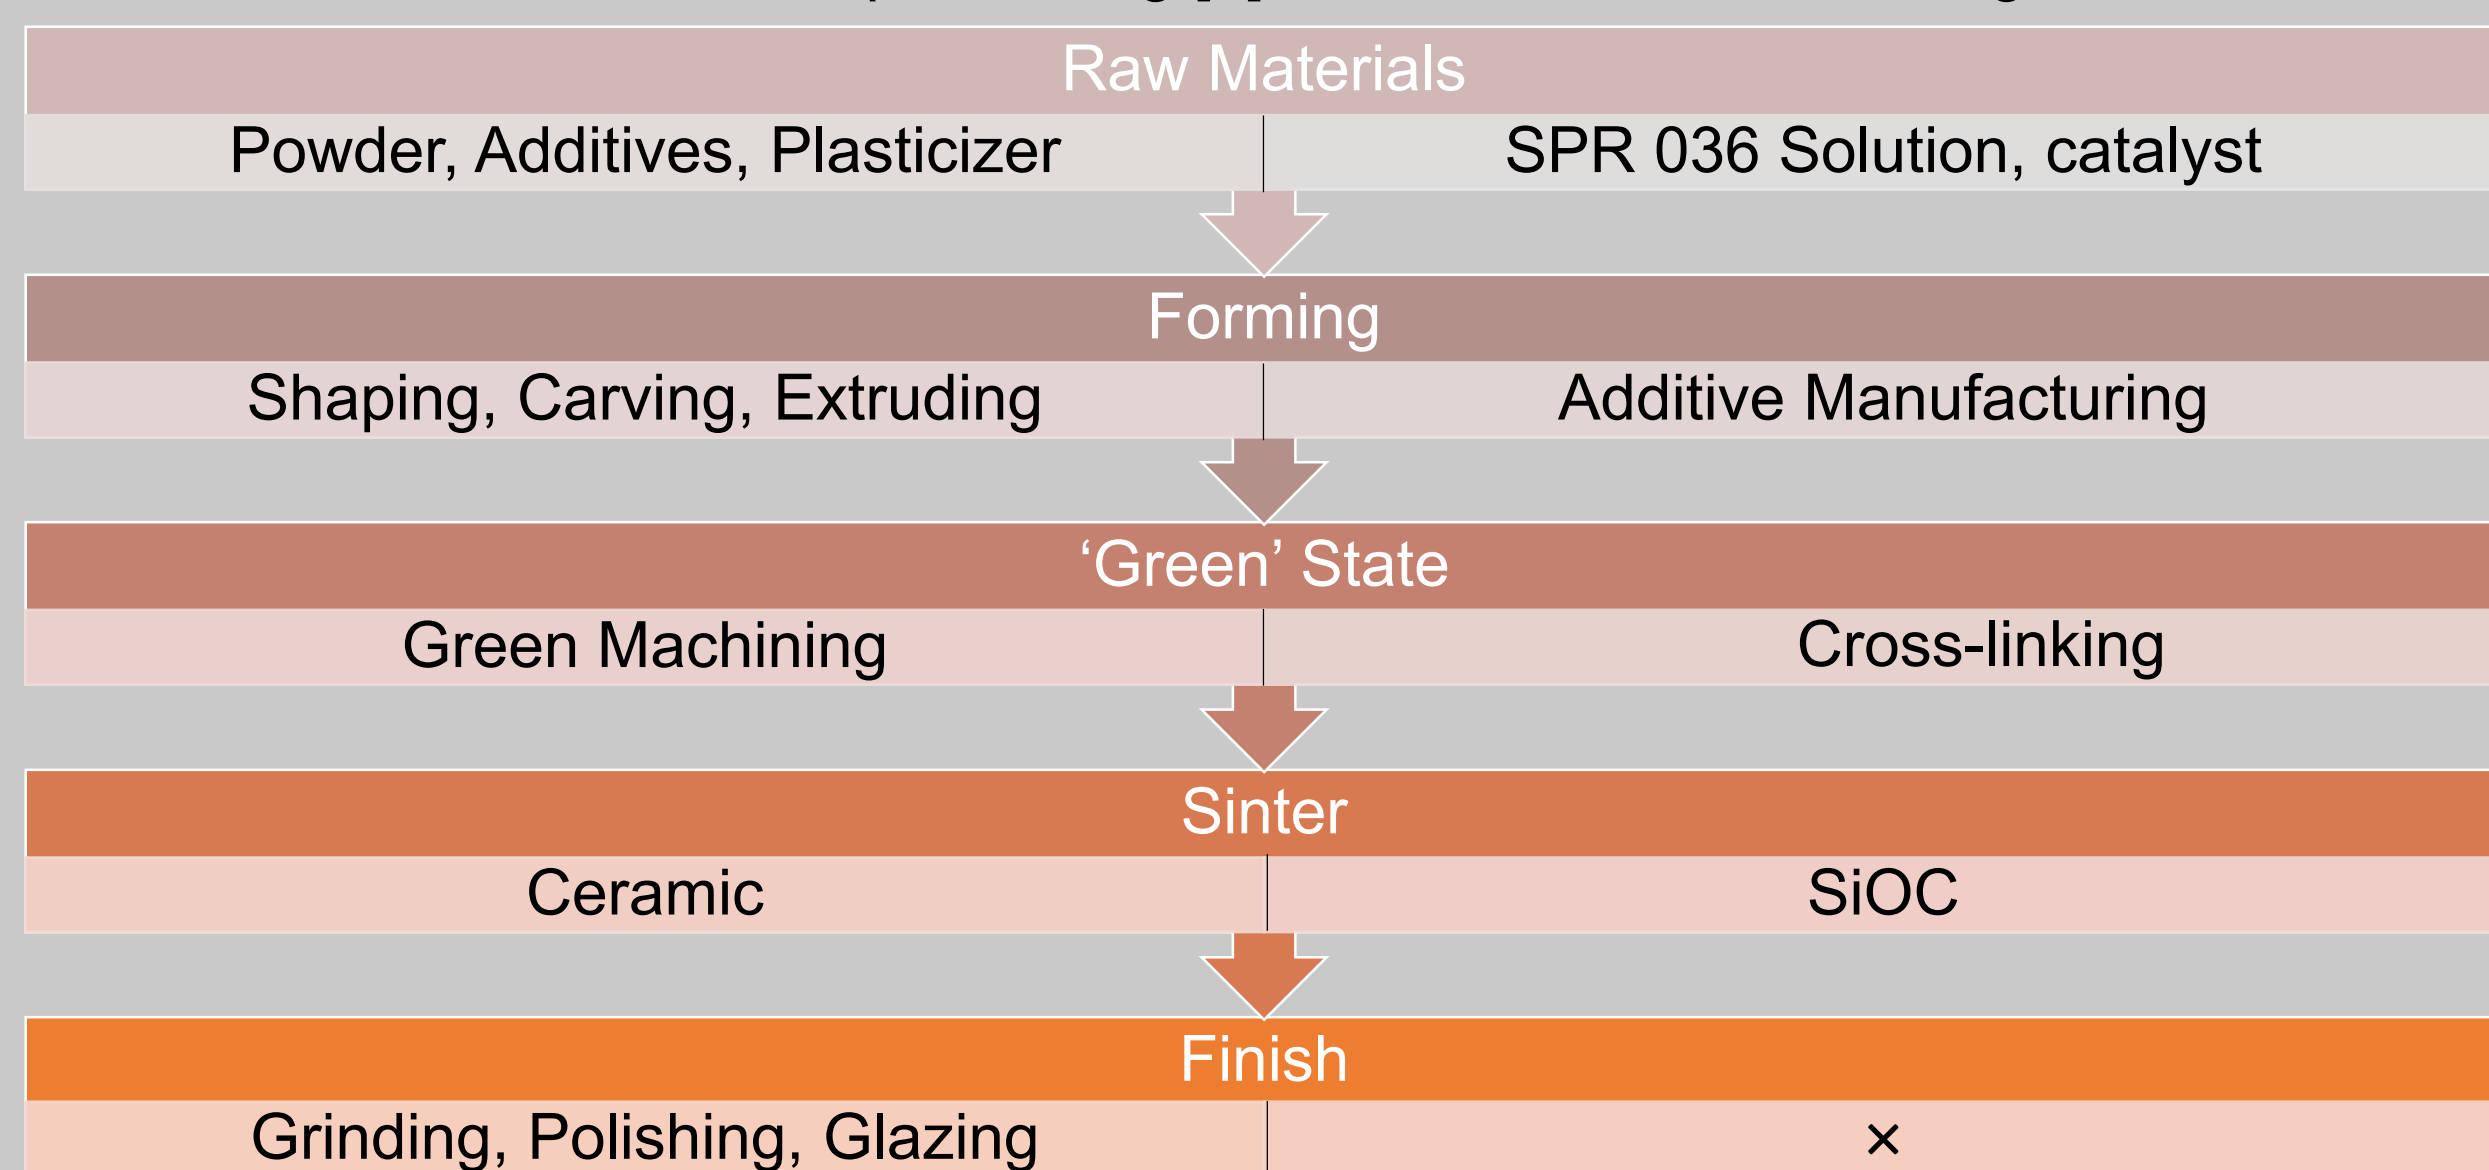 Raw Materials
Powder, Additives, Plasticizer
SPR 036 Solution, catalyst
Forming
Shaping, Carving, Extruding
Additive Manufacturing
‘Green’ State
Green Machining
Cross-linking
Sinter
Ceramic
SiOC
Finish
Grinding, Polishing, Glazing
×